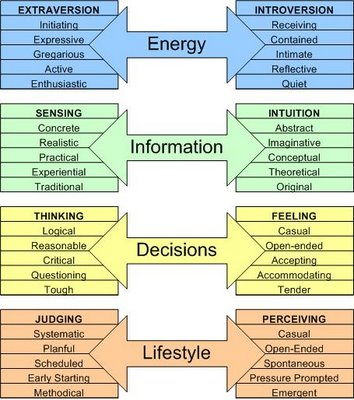 EXTRAVERSION
Initiating
Expressive
Gregarious
Active
Enthusiastic
Energy
INTROVERSION
Receiving
Contained
Intimate
Reflective
Quiet
SENSING
Concrete
Realistic
Practical
Experiential
Traditional
Information
INTUITION
Abstract
Imaginative
Conceptual
Theoretical
Original
THINKING
Logical
Reasonable
Critical
Questioning
Tough
Decisions
FEELING
Casual
Open-ended
Accepting
Accommodating
Tender
JUDGING
Systematic
Planful
Scheduled
Early Starting
Methodical
Lifestyle
PERCEIVING
Casual
Open-Ended
Spontaneous
Pressure Prompted
Emergent